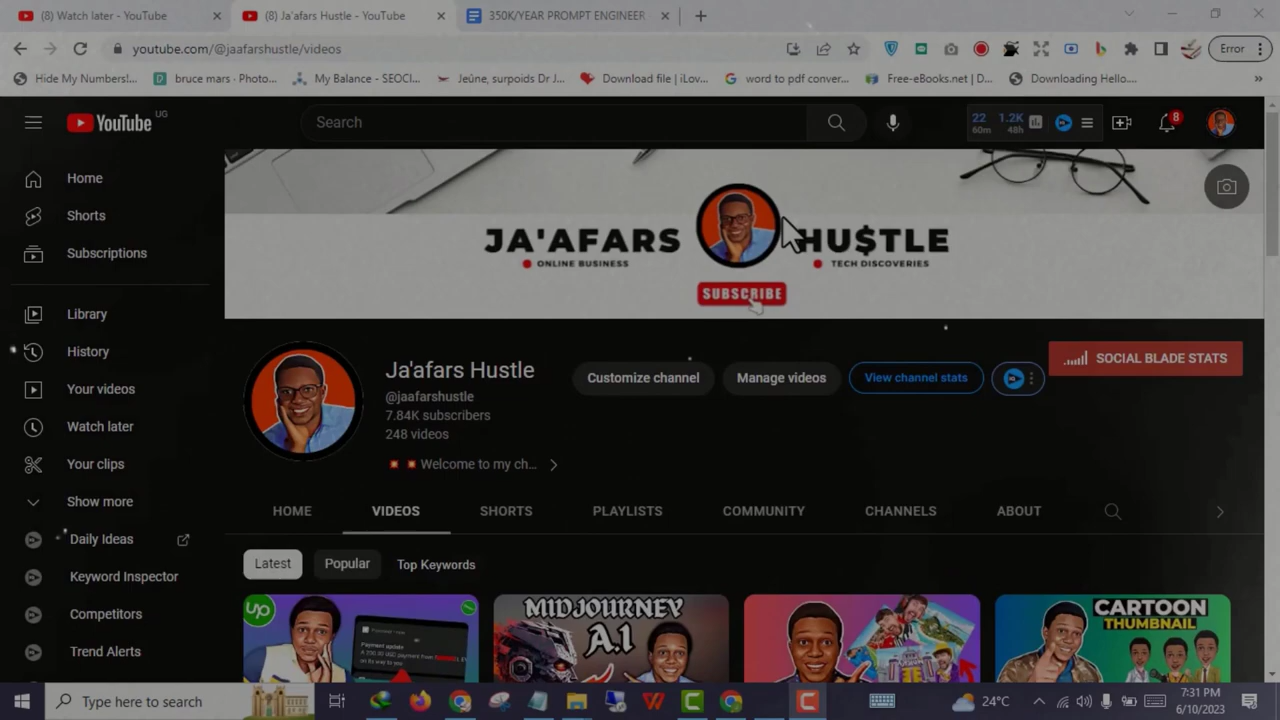 (8) Watch later - YouTube
(8) Ja'afars Hustle - YouTube
350K/YEAR PROMPT ENGINEER
youtube.com/@jaafarshustle/videos
Error
Hide My Numbers!...
bruce mars · Photo...
My Balance - SEOCl...
Jeûne, surpoids Dr J...
Download file | iLov...
word to pdf conver...
Free-eBooks.net | D...
Downloading Hello....
YouTube UG
Search
22 1.2K
60m 48h
8
Home
Shorts
Subscriptions
JA'AFARS HU$TLE
ONLINE BUSINESS TECH DISCOVERIES
SUBSCRIBE
Library
History
Your videos
Watch later
Your clips
Show more
Daily Ideas
Keyword Inspector
Competitors
Trend Alerts
Ja'afars Hustle
@jaafarshustle
7.84K subscribers
248 videos
Welcome to my ch...
Customize channel
Manage videos
View channel stats
SOCIAL BLADE STATS
HOME
VIDEOS
SHORTS
PLAYLISTS
COMMUNITY
CHANNELS
ABOUT
Latest
Popular
Top Keywords
up
Payment update
MIDJOURNEY
A.I
CARTOON
THUMBNAIL
Type here to search
24°C
7:31 PM
6/10/2023